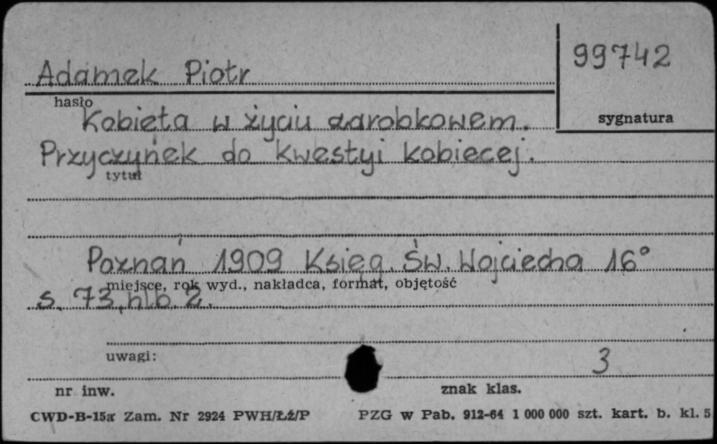 99742
Adamek Piotr
hasło
sygnatura
Kobieta w życiu zarobkowem.
Przyczynek do kwestyi kobiecej.
tytuł
Poznań 1909 Księg. Św. Wojciecha 16°
miejsce, rok wyd., nakładca, format, objętość
s. 73, nlb. 2.
uwagi:
3
nr inw.
znak klas.
CWD-B-15a Zam. Nr 2924 PWH/Łź/P PZG w Pab. 912-64 1 000 000 szt. kart. b. kl. 5